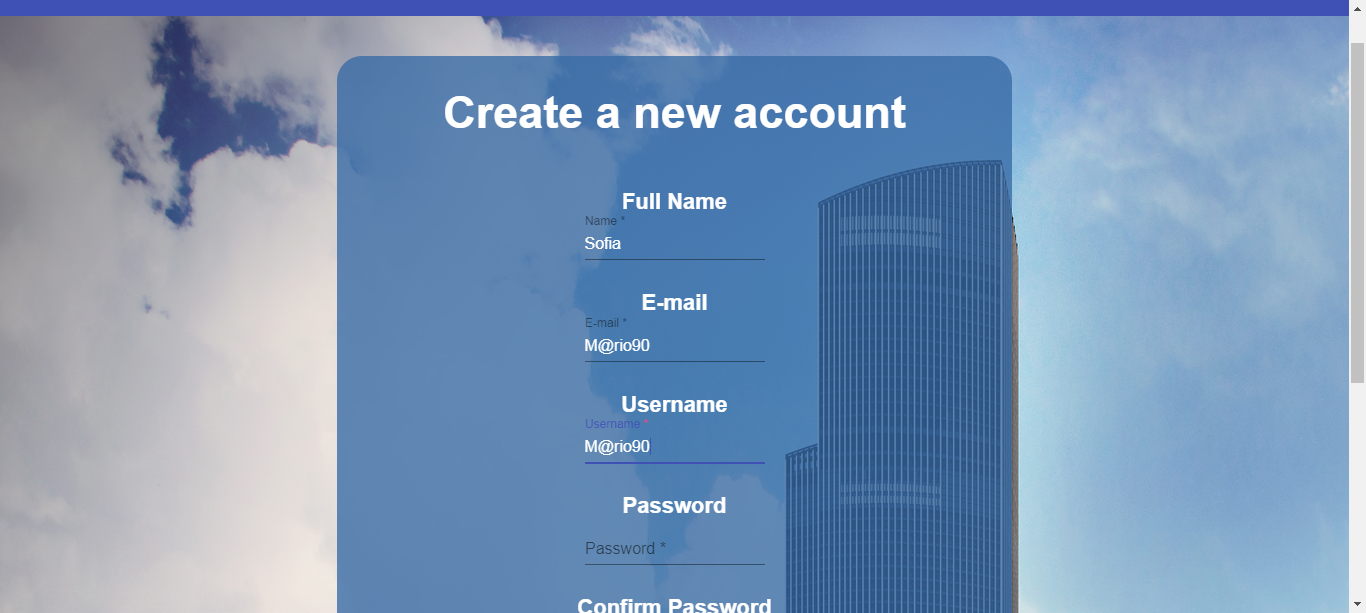 Create a new account
Full Name
Name *
Sofia
E-mail
E-mail *
M@rio90
Username
Username *
M@rio90
Password
Password *
Confirm Password